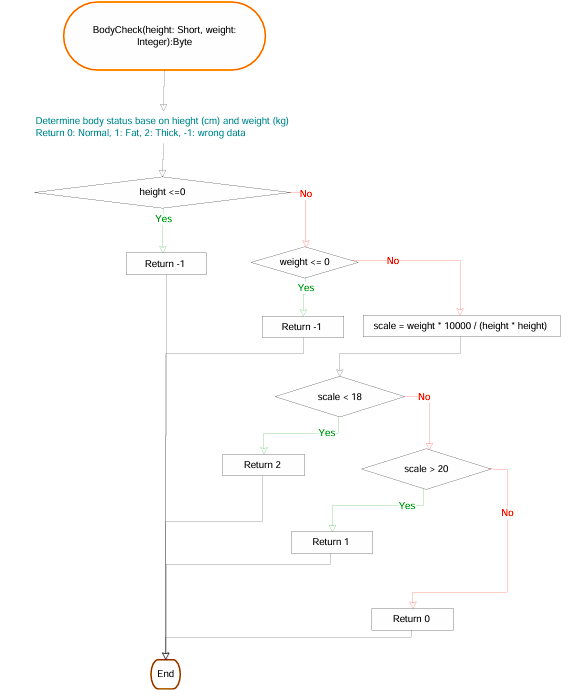 BodyCheck(height: Short, weight:
Integer):Byte
Determine body status base on hieght (cm) and weight (kg)
Return 0: Normal, 1: Fat, 2: Thick, -1: wrong data
height <=0
No
Yes
Return -1
weight <= 0
No
Yes
Return -1
scale = weight * 10000 / (height * height)
scale < 18
No
Yes
Return 2
scale > 20
Yes
No
Return 1
Return 0
End